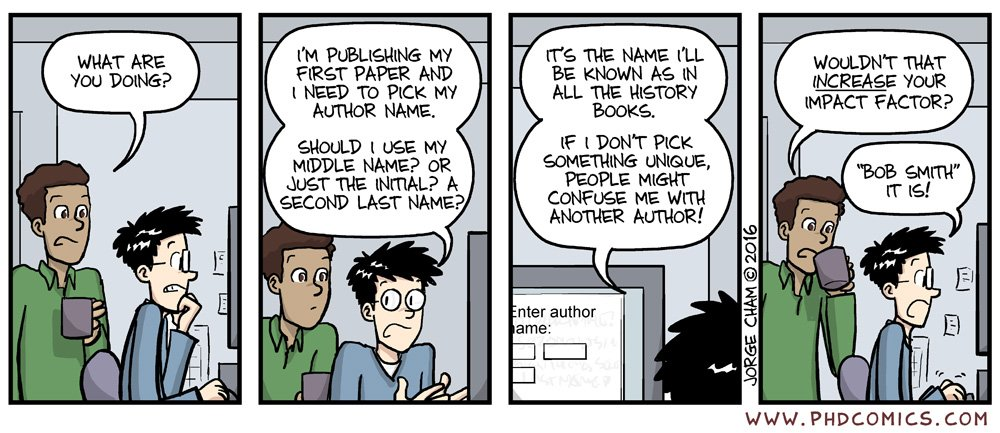 WHAT ARE
YOU DOING?
I'M PUBLISHING MY
FIRST PAPER AND
I NEED TO PICK MY
AUTHOR NAME.
SHOULD I USE MY
MIDDLE NAME? OR
JUST THE INITIAL? A
SECOND LAST NAME?
IT'S THE NAME I'LL
BE KNOWN AS IN
ALL THE HISTORY
BOOKS.
IF I DON'T PICK
SOMETHING UNIQUE,
PEOPLE MIGHT
CONFUSE ME WITH
ANOTHER AUTHOR!
Enter author
name:
WOULDN'T THAT
INCREASE YOUR
IMPACT FACTOR?
"BOB SMITH"
IT IS!
JORGE CHAM © 2016
WWW.PHDCOMICS.COM